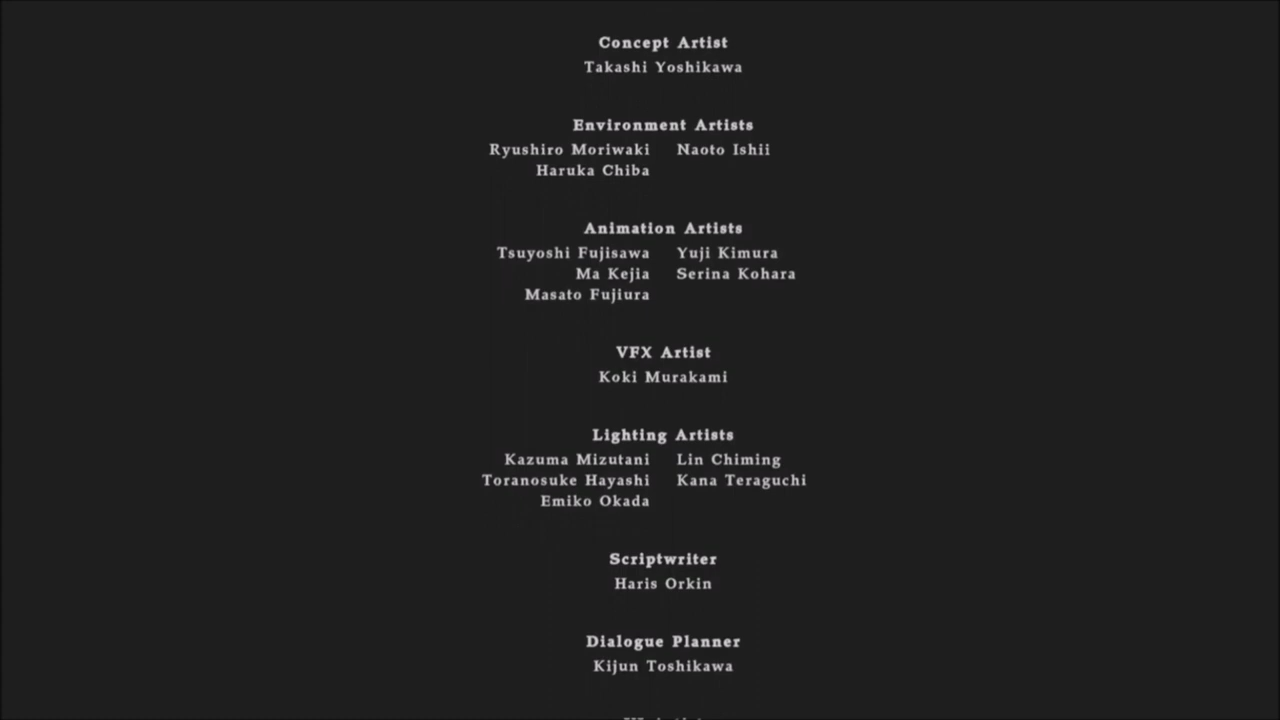 Concept Artist
Takashi Yoshikawa
Environment Artists
Ryushiro Moriwaki Naoto Ishii
Haruka Chiba
Animation Artists
Tsuyoshi Fujisawa Yuji Kimura
Ma Kejia Serina Kohara
Masato Fujiura
VFX Artist
Koki Murakami
Lighting Artists
Kazuma Mizutani Lin Chiming
Toranosuke Hayashi Kana Teraguchi
Emiko Okada
Scriptwriter
Haris Orkin
Dialogue Planner
Kijun Toshikawa